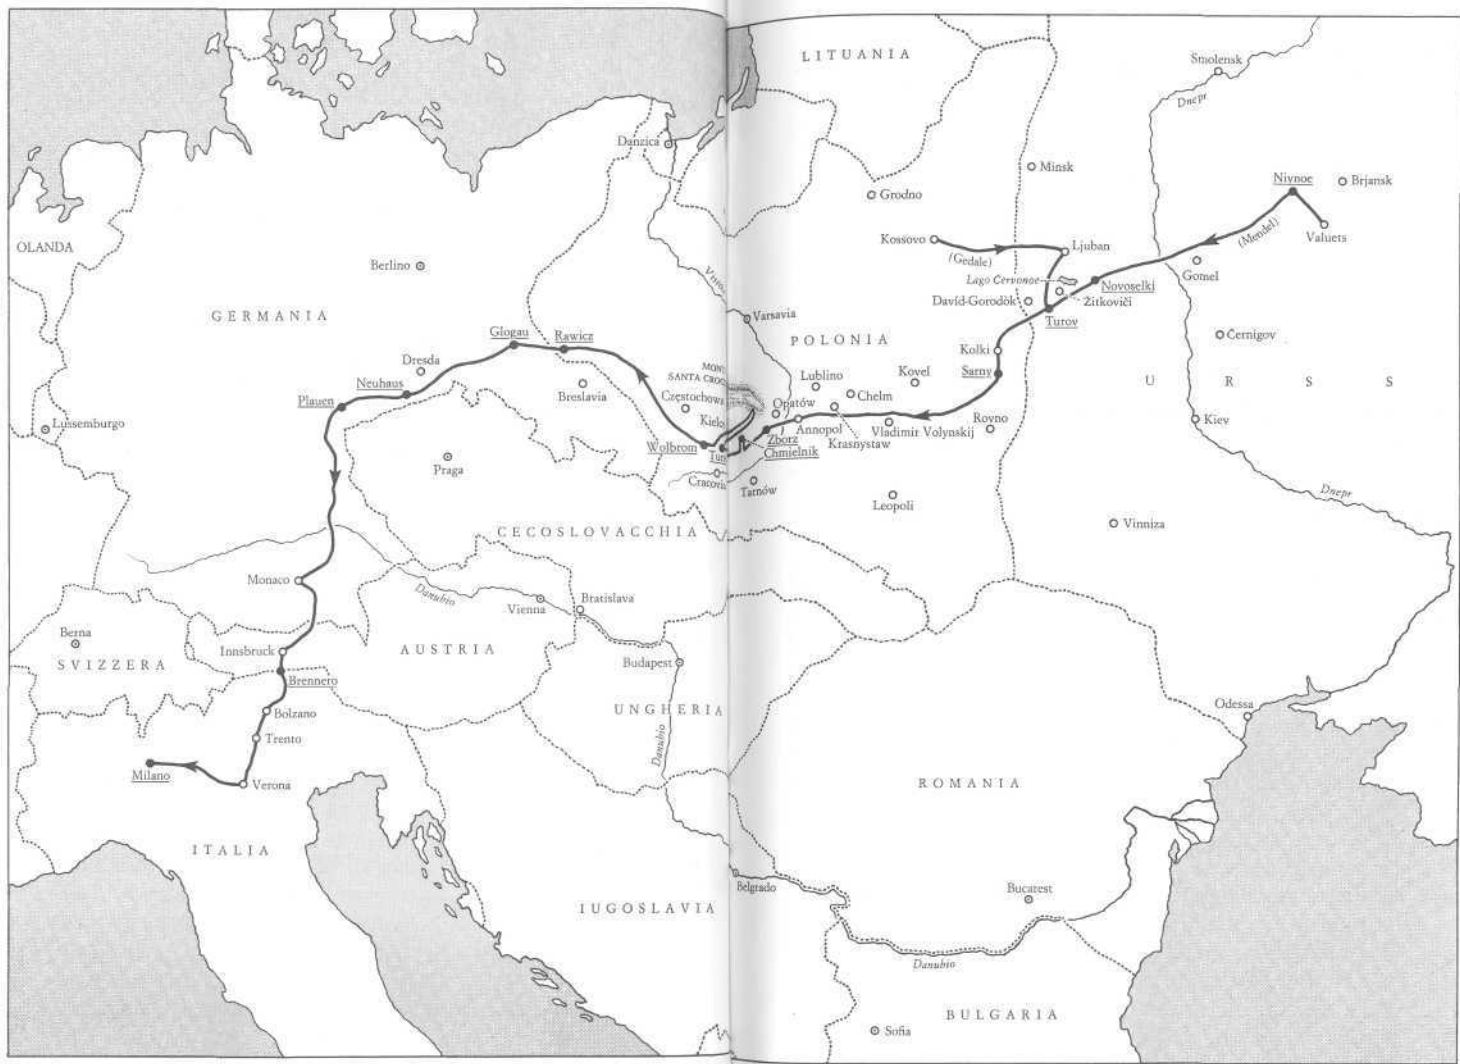 LITUANIA
Smolensk
Dnepr
Danzica
Minsk
Grodno
Nivnoe
Brjansk
OLANDA
Kossovo
(Gedale)
Ljuban
(Mendel)
Valuets
Berlino
Lago Červonoe
Gomel
Novoselki
Žitkoviči
David-Gorodok
Turov
GERMANIA
Varsavia
POLONIA
Černigov
Glogau
Rawicz
Kolki
Sarny
Dresda
Neuhaus
Breslavia
SANTA
Lublino
Chelm
Kovel
URSS
Plauen
Opatów
Annopol
Krasnystaw
Vladimir Volynskij
Rovno
Kiev
Lussemburgo
Wolbrom
Zborz
Chmielnik
Praga
Tarnów
Leopoli
Dnepr
CECOSLOVACCHIA
Vinniza
Monaco
Danubio
Vienna
Bratislava
Berna
SVIZZERA
Innsbruck
AUSTRIA
Budapest
Brennero
Bolzano
UNGHERIA
Odessa
Trento
Danubio
Milano
Verona
ROMANIA
ITALIA
Belgrado
Bucarest
IUGOSLAVIA
Danubio
BULGARIA
Sofia